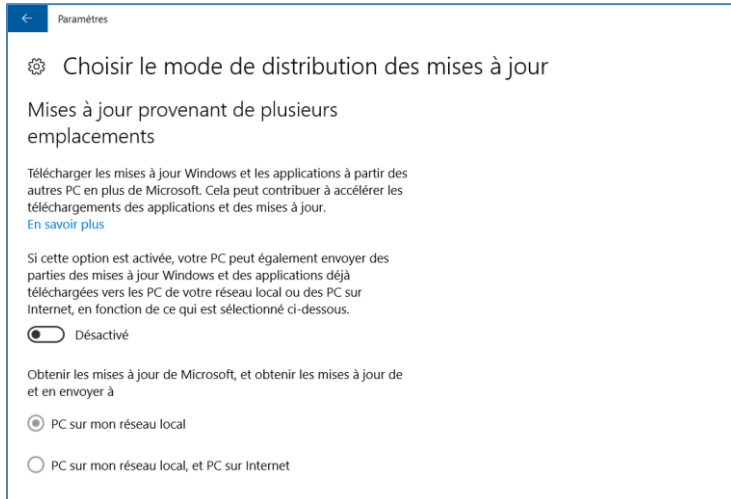 Paramètres
Choisir le mode de distribution des mises à jour
Mises à jour provenant de plusieurs
emplacements
Télécharger les mises à jour Windows et les applications à partir des
autres PC en plus de Microsoft. Cela peut contribuer à accélérer les
téléchargements des applications et des mises à jour.
En savoir plus
Si cette option est activée, votre PC peut également envoyer des
parties des mises à jour Windows et des applications déjà
téléchargées vers les PC de votre réseau local ou des PC sur
Internet, en fonction de ce qui est sélectionné ci-dessous.
Désactivé
Obtenir les mises à jour de Microsoft, et obtenir les mises à jour de
et en envoyer à
PC sur mon réseau local
PC sur mon réseau local, et PC sur Internet